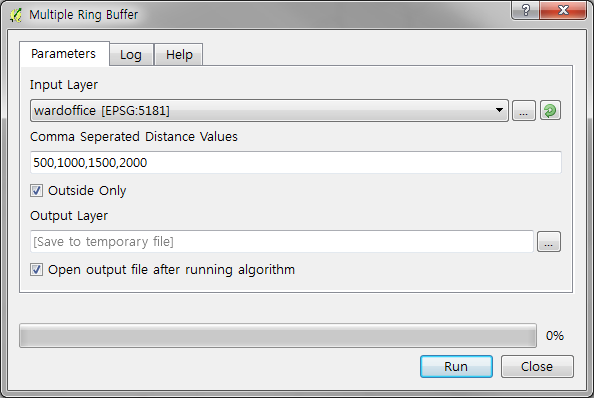 Multiple Ring Buffer
Parameters Log Help
Input Layer
wardoffice [EPSG:5181]
...
Comma Seperated Distance Values
500,1000,1500,2000
Outside Only
Output Layer
[Save to temporary file]
...
Open output file after running algorithm
0%
Run Close